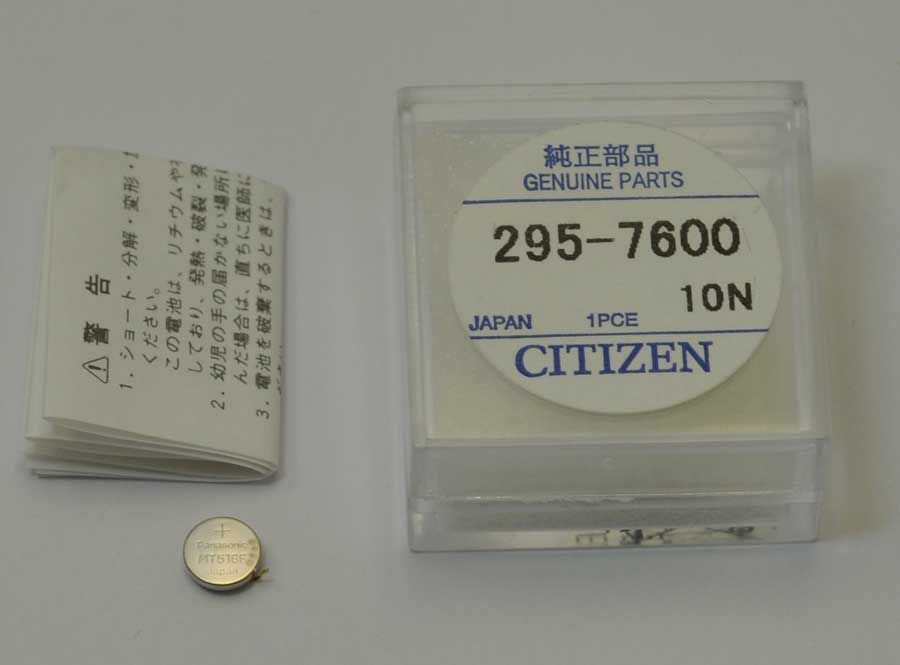 警告
1. ショート・分解・変形・
ください。
この電池は、リチウムや
しており、発熱・破裂・発
2. 幼児の手の届かない場所に
んだ場合は、直ちに医師に
3. 電池を破棄するときは、
純正部品
GENUINE PARTS
295-7600
10N
JAPAN 1PCE
CITIZEN
+
Panasonic
MT516F
Japan